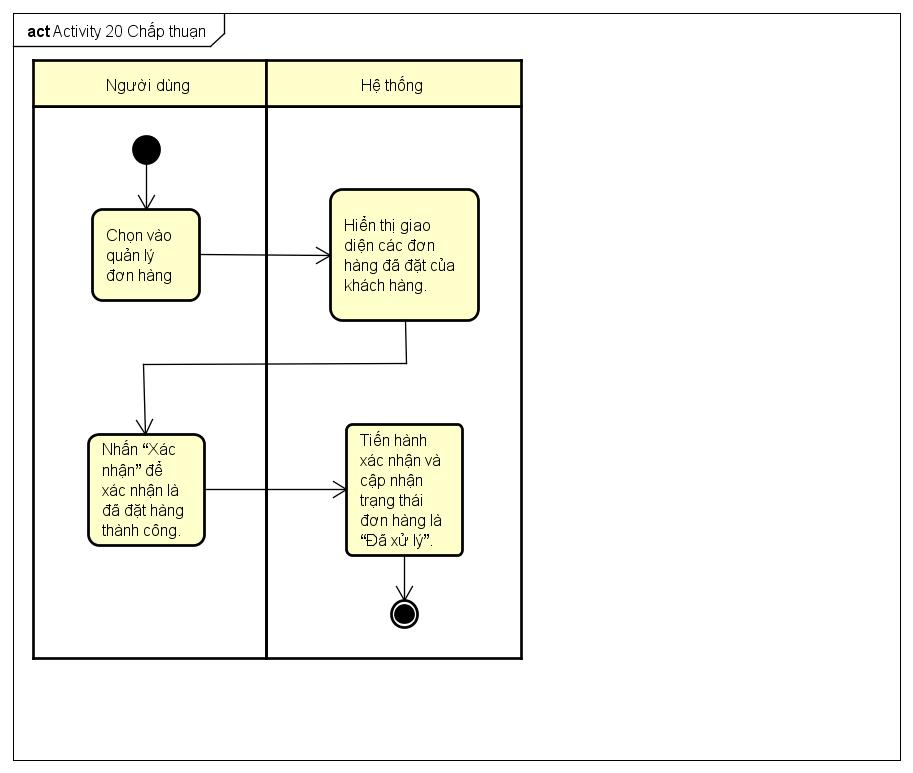 act Activity 20 Chấp thuạn
Người dùng
Hệ thống
Chọn vào
quản lý
đơn hàng
Hiển thị giao
diện các đơn
hàng đã đặt của
khách hàng.
Nhấn “Xác
nhận” để
xác nhận là
đã đặt hàng
thành công.
Tiến hành
xác nhận và
cập nhận
trạng thái
đơn hàng là
“Đã xử lý”.